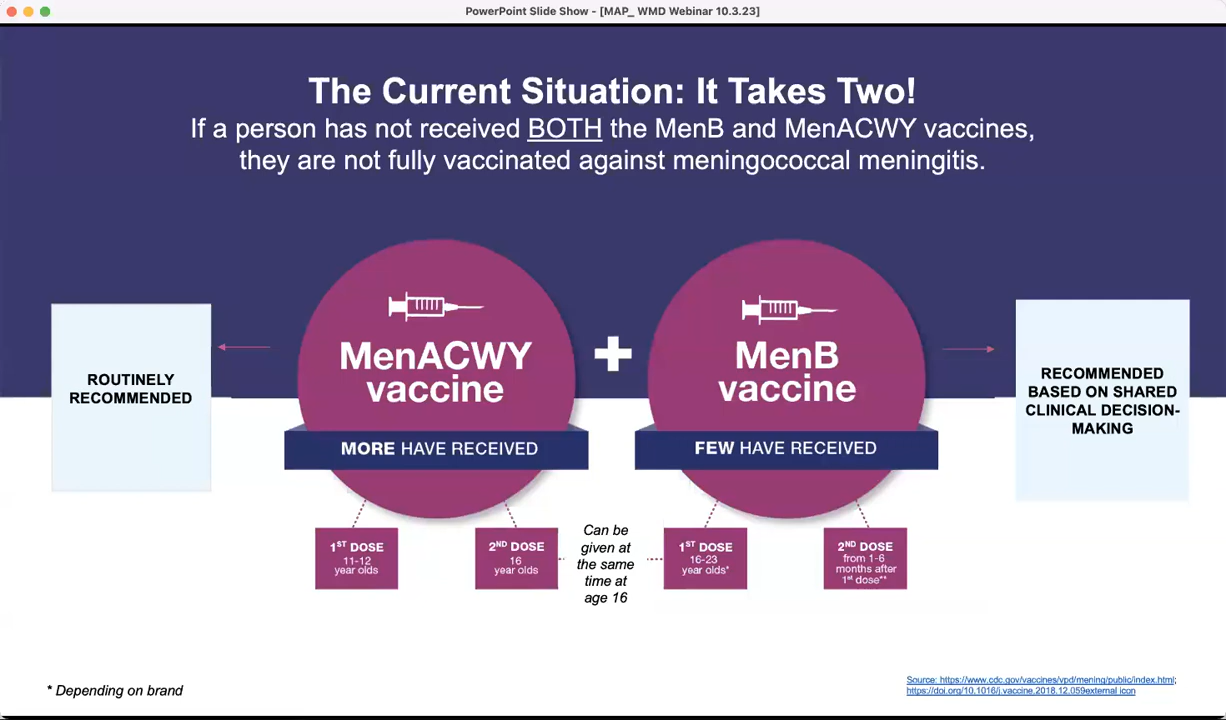 PowerPoint Slide Show - [MAP_ WMD Webinar 10.3.23]
The Current Situation: It Takes Two!
If a person has not received BOTH the MenB and MenACWY vaccines,
they are not fully vaccinated against meningococcal meningitis.
ROUTINELY
RECOMMENDED
MenACWY
vaccine
MORE HAVE RECEIVED
1ST DOSE
11-12
year olds
2ND DOSE
16
year olds
Can be
given at
the same
time at
age 16
MenB
vaccine
FEW HAVE RECEIVED
1ST DOSE
16-23
year olds*
2ND DOSE
from 1-6
months after
1st dose**
RECOMMENDED
BASED ON SHARED
CLINICAL DECISION-
MAKING
* Depending on brand
Source: https://www.cdc.gov/vaccines/vpd/mening/public/index.html;
https://doi.org/10.1016/j.vaccine.2018.12.059external icon